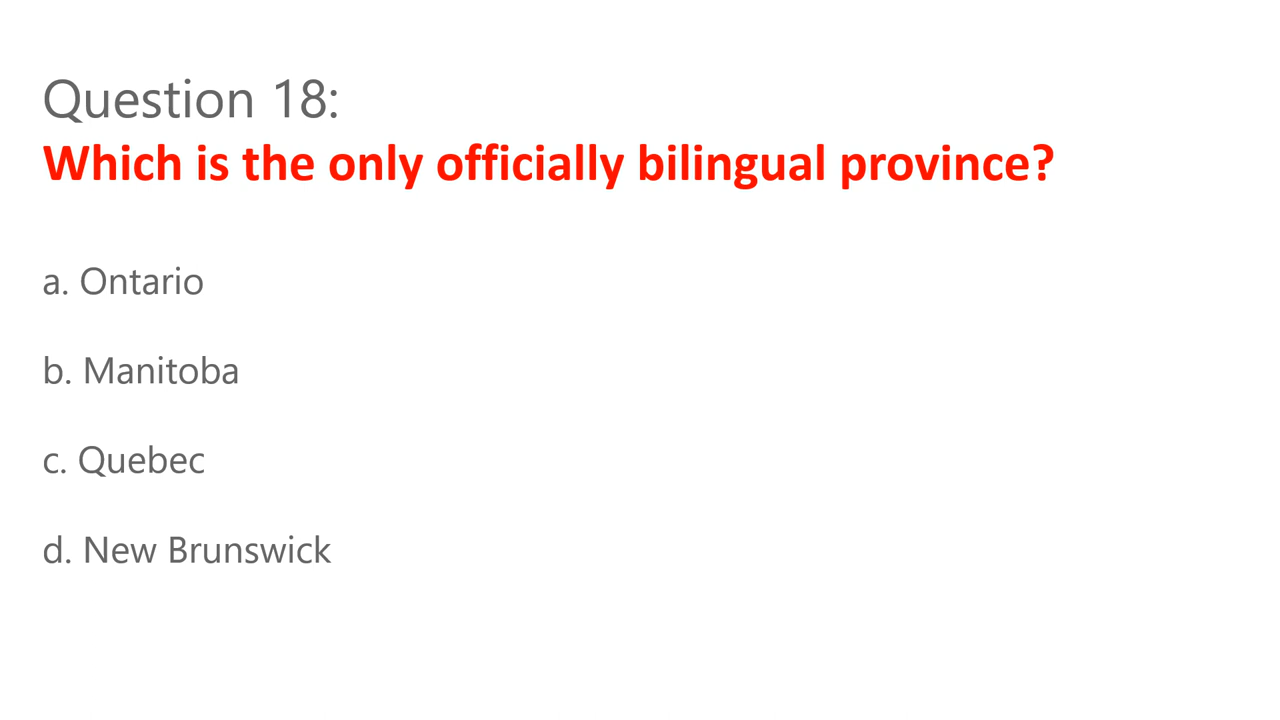 Question 18:
Which is the only officially bilingual province?
a. Ontario
b. Manitoba
c. Quebec
d. New Brunswick